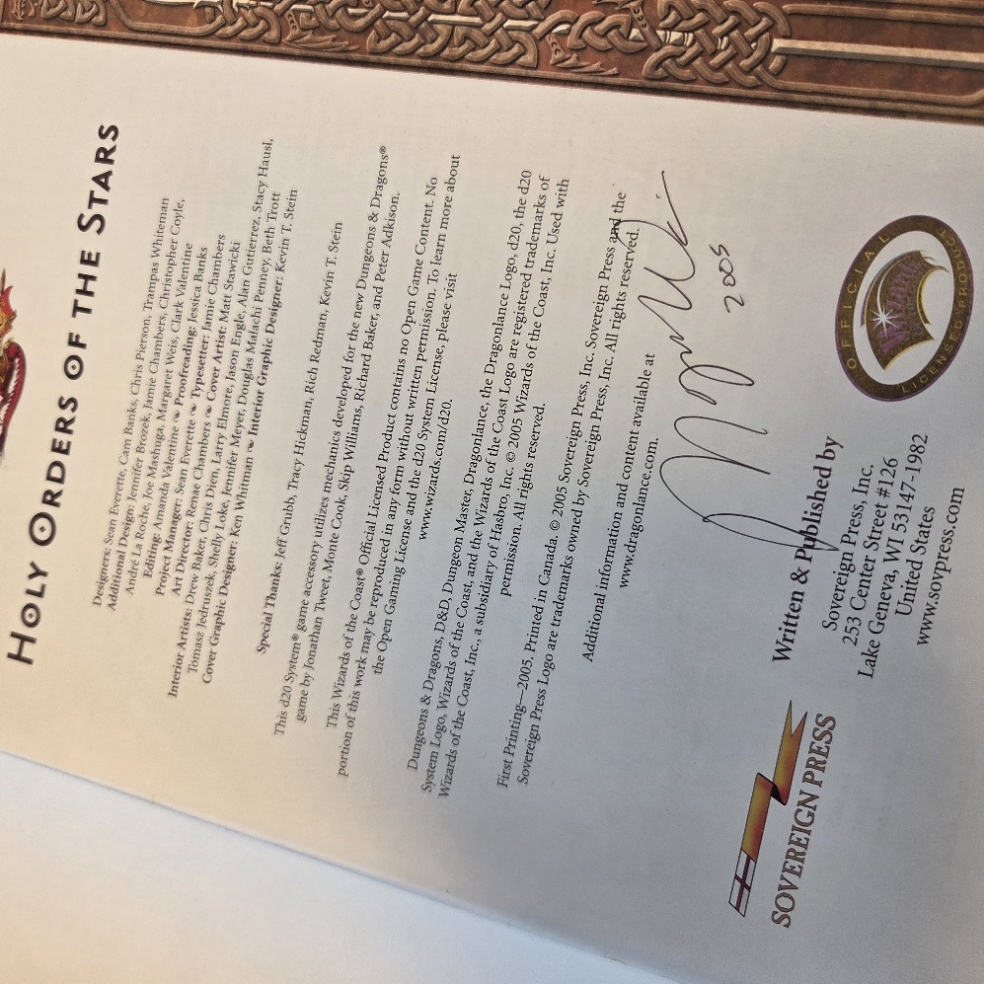 HOLY ORDERS OF THE STARS
Designers: Sean Everette, Cam Banks, Chris Pierson, Trampas Whiteman
Additional Design: Jennifer Brozek, Jamie Chambers, Christopher Coyle,
André La Roche, Joe Mashuga, Margaret Weis, Clark Valentine
Editing: Amanda Valentine Proofreading: Jessica Banks
Project Manager: Sean Everette Typesetter: Jamie Chambers
Art Director: Renae Chambers Cover Artist: Matt Stawicki
Interior Artists: Drew Baker, Chris Dien, Larry Elmore, Jason Engle, Alan Gutierrez, Stacy Hausl,
Tomasz Jedruszek, Shelly Loke, Jennifer Meyer, Douglas Malachi Penney, Beth Trott
Cover Graphic Designer: Ken Whitman Interior Graphic Designer: Kevin T. Stein
Special Thanks: Jeff Grubb, Tracy Hickman, Rich Redman, Kevin T. Stein
This d20 System® game accessory utilizes mechanics developed for the new Dungeons & Dragons®
game by Jonathan Tweet, Monte Cook, Skip Williams, Richard Baker, and Peter Adkison.
This Wizards of the Coast® Official Licensed Product contains no Open Game Content. No
portion of this work may be reproduced in any form without written permission. To learn more about
the Open Gaming License and the d20 System License, please visit
www.wizards.com/d20.
Dungeons & Dragons, D&D, Dungeon Master, Dragonlance, the Dragonlance Logo, d20, the d20
System Logo, Wizards of the Coast, and the Wizards of the Coast Logo are registered trademarks of
Wizards of the Coast, Inc., a subsidiary of Hasbro, Inc. © 2005 Wizards of the Coast, Inc. Used with
permission. All rights reserved.
First Printing—2005. Printed in Canada. © 2005 Sovereign Press, Inc. Sovereign Press and the
Sovereign Press Logo are trademarks owned by Sovereign Press, Inc. All rights reserved.
Additional information and content available at
www.dragonlance.com.
2005
Written & Published by
Sovereign Press, Inc.
253 Center Street #126
Lake Geneva, WI 53147-1982
United States
www.sovpress.com
SOVEREIGN PRESS
OFFICIAL
LICENSED PRODUCT